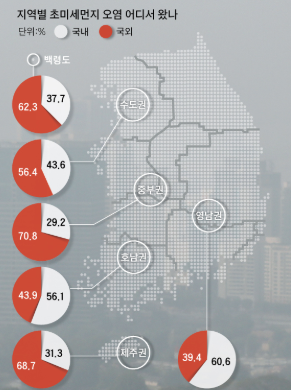 지역별 초미세먼지 오염 어디서 왔나
단위:% 국내 국외
백령도
62,3 37,7
수도권
56,4 43,6
중부권
70,8 29,2
영남권
호남권
43,9 56,1
제주권
68,7 31,3
39,4 60,6